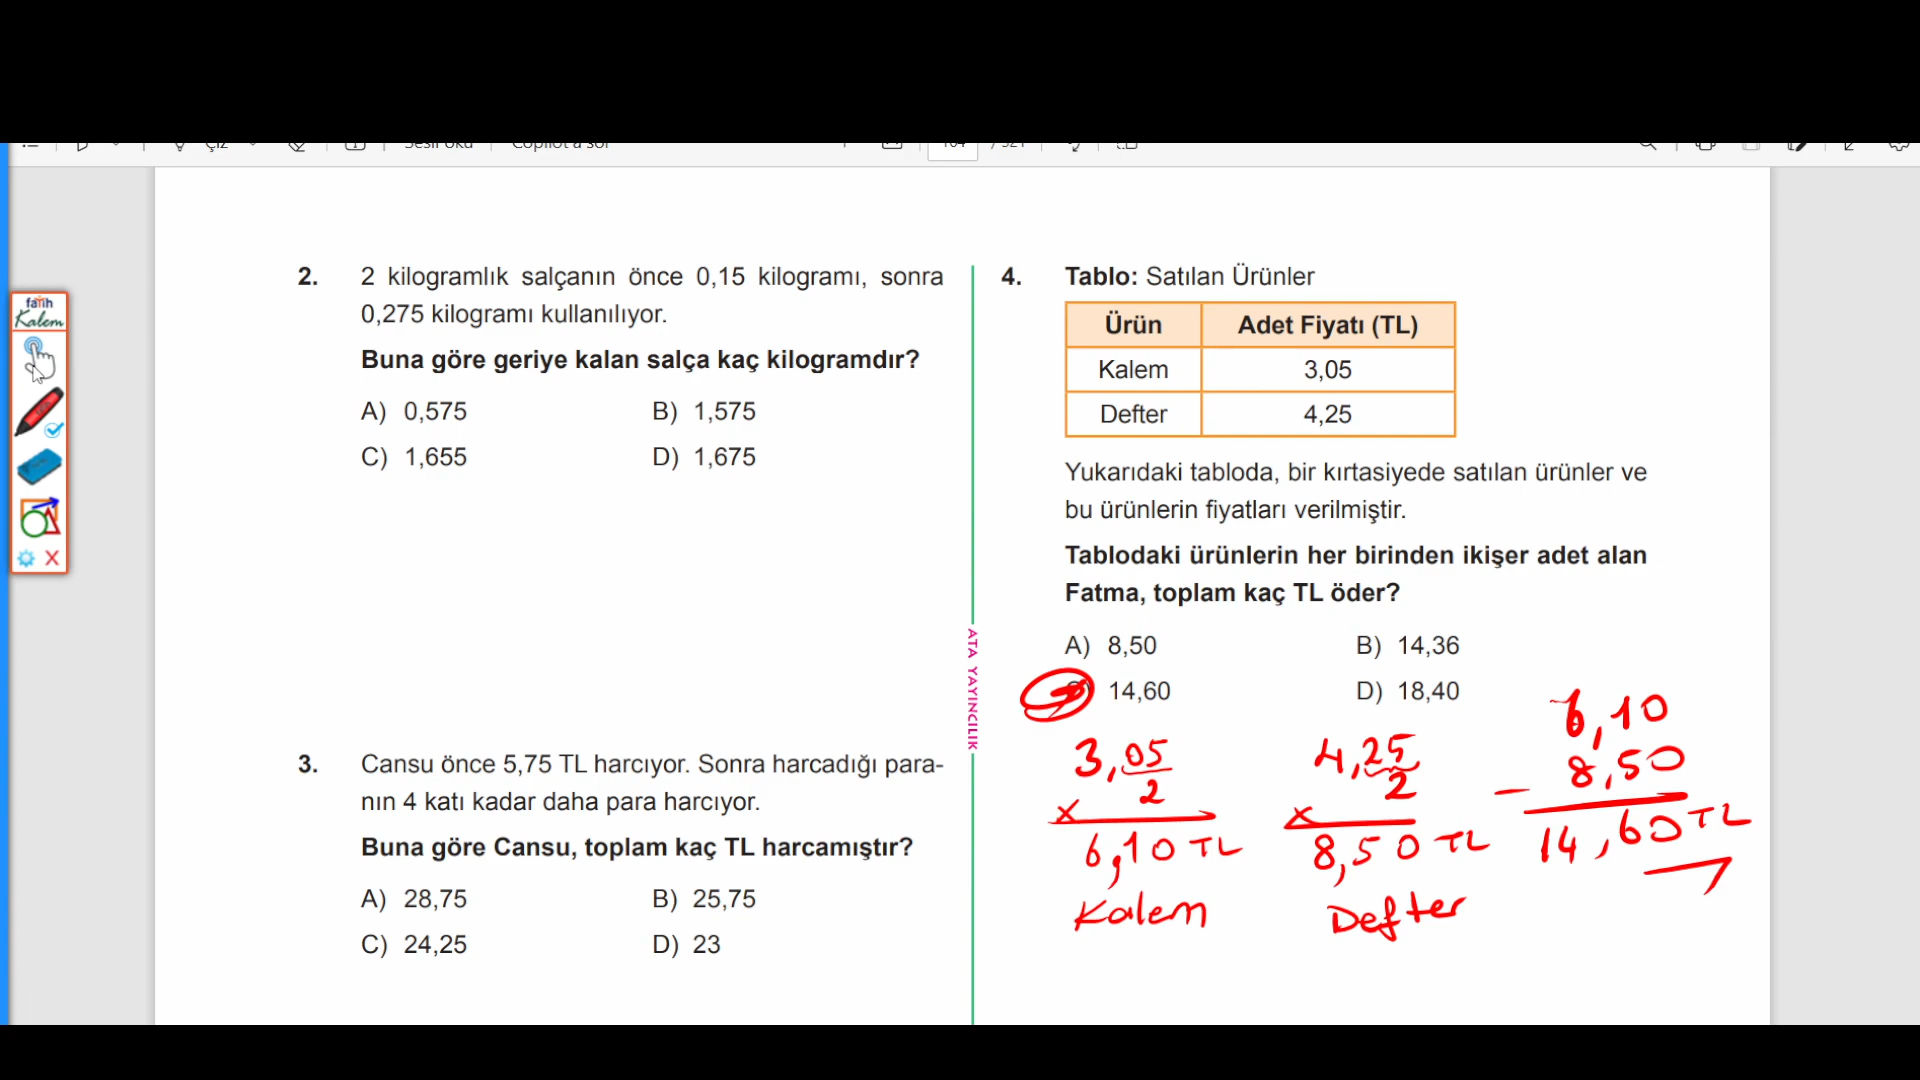 fatih
Kalem
2. 2 kilogramlık salçanın önce 0,15 kilogramı, sonra
0,275 kilogramı kullanılıyor.
Buna göre geriye kalan salça kaç kilogramdır?
A) 0,575 B) 1,575
C) 1,655 D) 1,675
3. Cansu önce 5,75 TL harcıyor. Sonra harcadığı para-
nın 4 katı kadar daha para harcıyor.
Buna göre Cansu, toplam kaç TL harcamıştır?
A) 28,75 B) 25,75
C) 24,25 D) 23
ATA YAYINCILIK
4. Tablo: Satılan Ürünler
Ürün Adet Fiyatı (TL)
Kalem 3,05
Defter 4,25
Yukarıdaki tabloda, bir kırtasiyede satılan ürünler ve
bu ürünlerin fiyatları verilmiştir.
Tablodaki ürünlerin her birinden ikişer adet alan
Fatma, toplam kaç TL öder?
A) 8,50 B) 14,36
14,60 D) 18,40
3,05
2
x
6,10 TL
Kalem
4,25
2
x
8,50 TL
Defter
6,10
8,50
14,60 TL